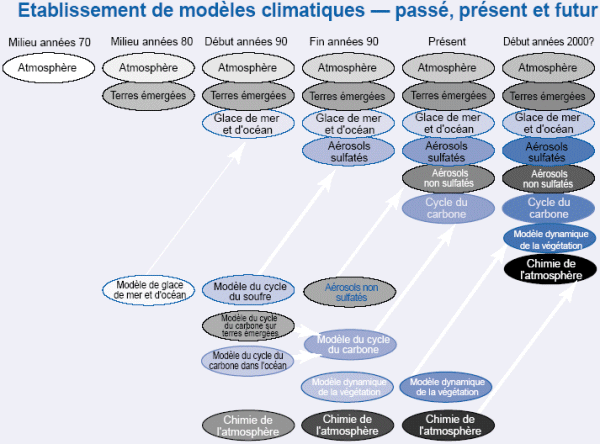 Etablissement de modèles climatiques — passé, présent et futur
Milieu années 70
Milieu années 80
Début années 90
Fin années 90
Présent
Début années 2000?
Atmosphère
Atmosphère
Atmosphère
Atmosphère
Atmosphère
Atmosphère
Terres émergées
Terres émergées
Terres émergées
Terres émergées
Terres émergées
Glace de mer
et d'océan
Glace de mer
et d'océan
Glace de mer
et d'océan
Glace de mer
et d'océan
Aérosols
sulfatés
Aérosols
sulfatés
Aérosols
sulfatés
Aérosols
non sulfatés
Aérosols
non sulfatés
Cycle du
carbone
Cycle du
carbone
Modèle dynamique
de la végétation
Chimie de
l'atmosphère
Modèle de glace
de mer et d'océan
Modèle du cycle
du soufre
Aérosols non
sulfatés
Modèle du cycle
du carbone sur
terres émergées
Modèle du cycle du
carbone dans l'océan
Modèle du cycle
du carbone
Modèle dynamique
de la végétation
Modèle dynamique
de la végétation
Chimie de
l'atmosphère
Chimie de
l'atmosphère
Chimie de
l'atmosphère